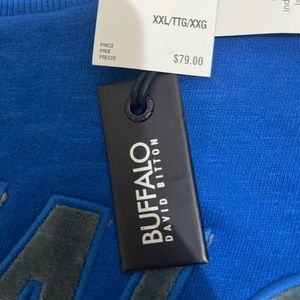 XXL/TTG/XXG
PRICE
PRIX
PRECIO
$79.00
BUFFALO
DAVID BITTON